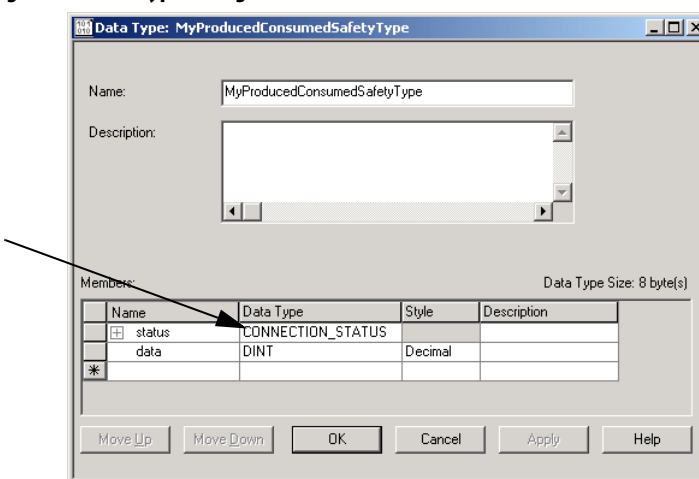 Data Type: MyProducedConsumedSafetyType
Name: MyProducedConsumedSafetyType
Description:
Members: Data Type Size: 8 byte(s)
Name Data Type Style Description
status CONNECTION_STATUS
data DINT Decimal
Move Up Move Down OK Cancel Apply Help